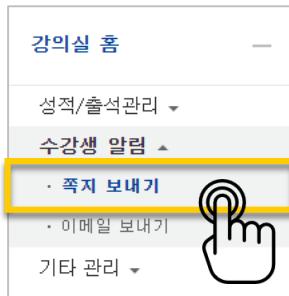 강의실 홈
성적/출석관리 ▾
수강생 알림 ▴
· 쪽지 보내기
· 이메일 보내기
기타 관리 ▾